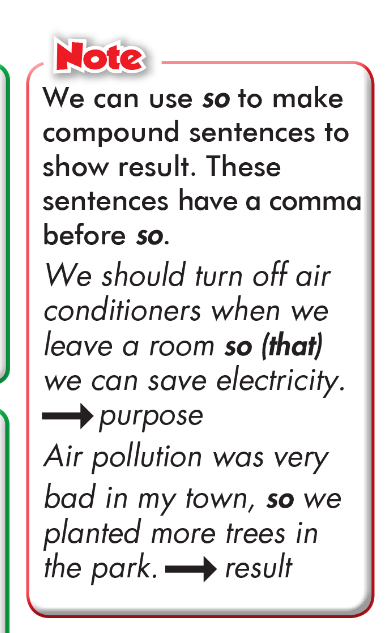 Note
We can use so to make
compound sentences to
show result. These
sentences have a comma
before so.
We should turn off air
conditioners when we
leave a room so (that)
we can save electricity.
→ purpose
Air pollution was very
bad in my town, so we
planted more trees in
the park. → result